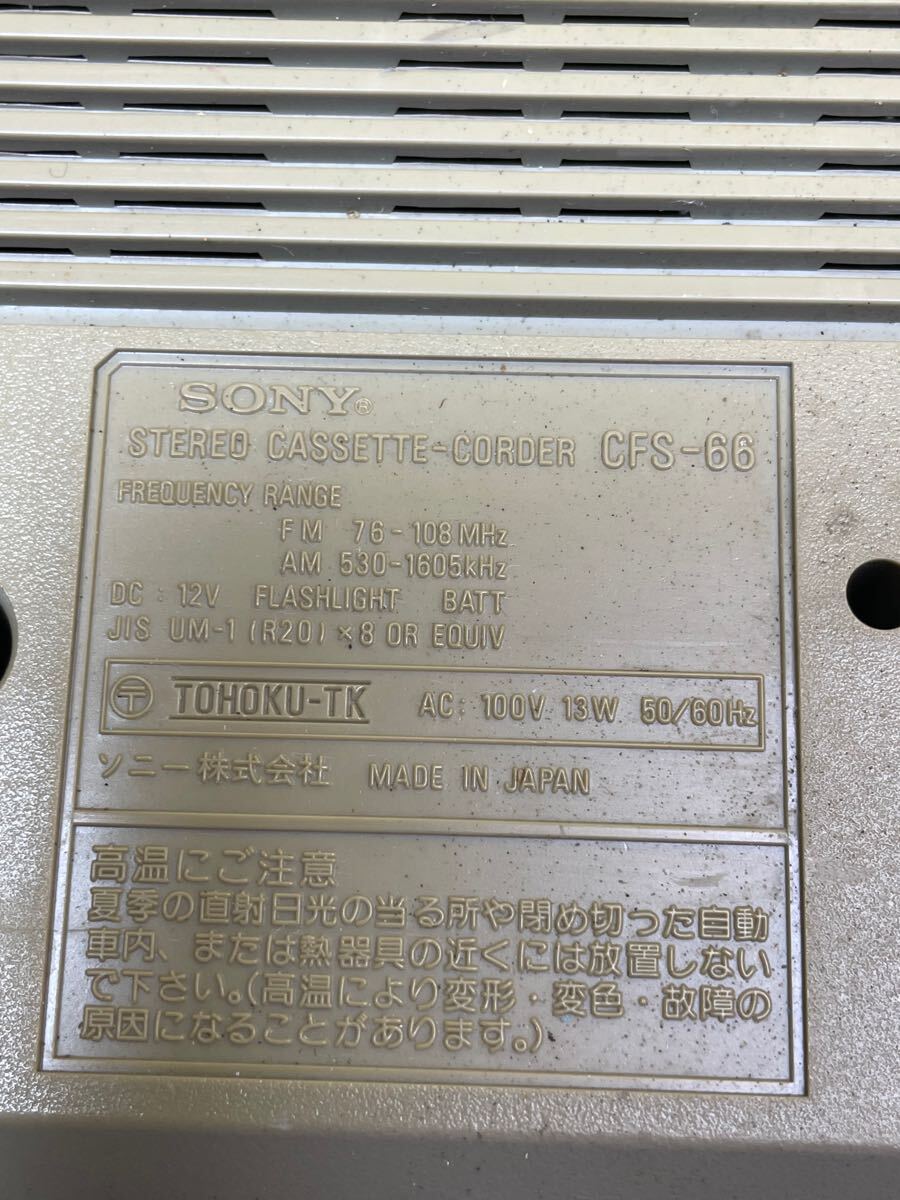 SONY®
STEREO CASSETTE-CORDER CFS-66
FREQUENCY RANGE
FM 76-108MHz
AM 530-1605kHz
DC: 12V FLASHLIGHT BATT
JIS UM-1 (R20) ×8 OR EQUIV
〶 TOHOKU-TK AC: 100V 13W 50/60Hz
ソニー株式会社 MADE IN JAPAN
高温にご注意
夏季の直射日光の当る所や閉め切った自動
車内、または熱器具の近くには放置しない
で下さい。(高温により変形・変色・故障の
原因になることがあります。)